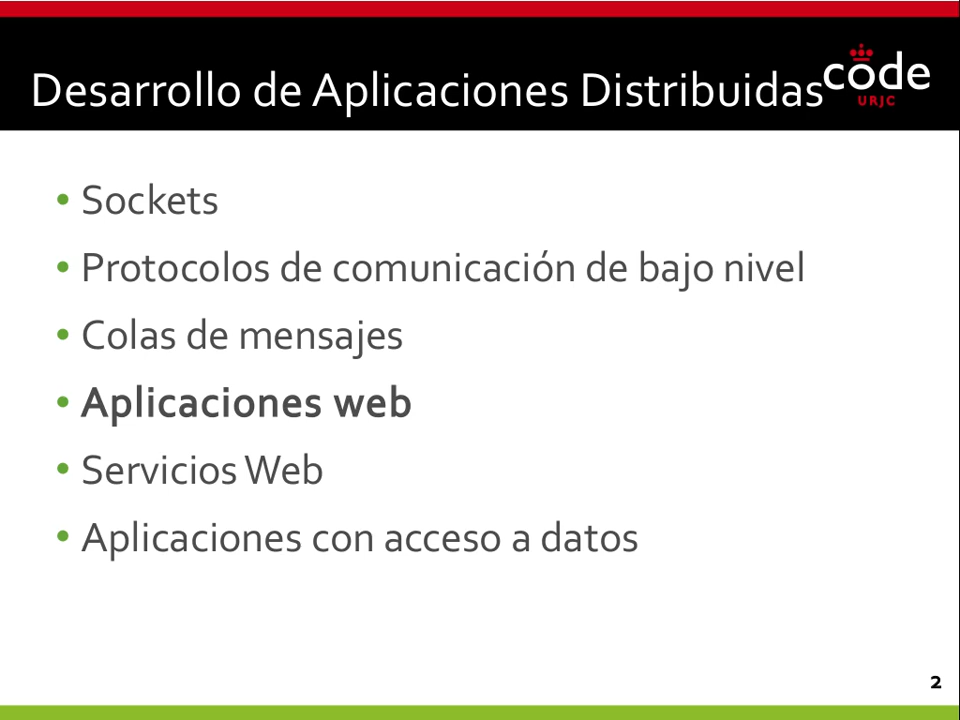 Desarrollo de Aplicaciones Distribuidas
code
URJC
• Sockets
• Protocolos de comunicación de bajo nivel
• Colas de mensajes
• Aplicaciones web
• Servicios Web
• Aplicaciones con acceso a datos
2